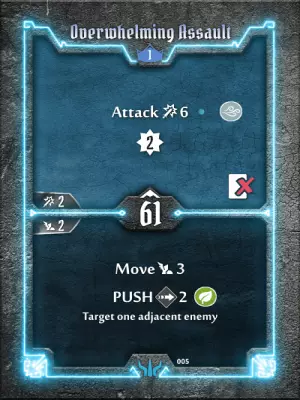 Overwhelming Assault
1
Attack 6
2
2
61
2
Move 3
PUSH 2
Target one adjacent enemy
005